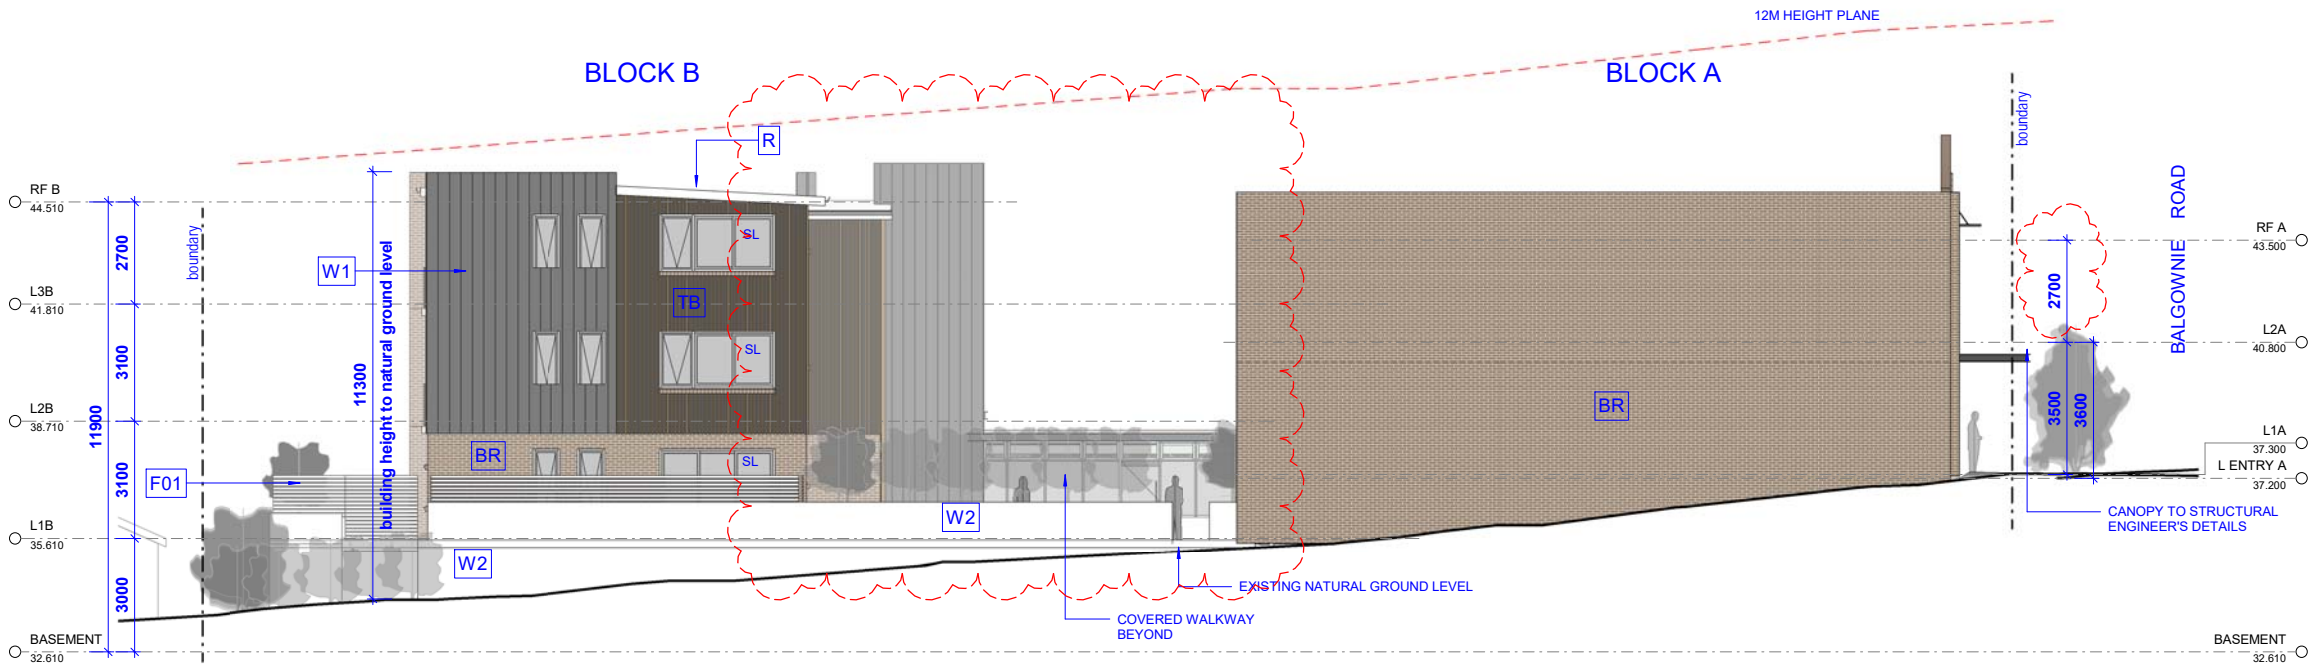 12M HEIGHT PLANE
BLOCK B
BLOCK A
boundary
R
RF B
44.510
boundary
2700
W1
SL
L3B
41.810
TB
3100
SL
11300
building height to natural ground level
11900
L2B
38.710
BR
SL
F01
3100
W2
L1B
35.610
W2
3000
BASEMENT
32.610
BR
EXISTING NATURAL GROUND LEVEL
COVERED WALKWAY
BEYOND
BALGOWNIE ROAD
RF A
43.500
2700
L2A
40.800
3500
3600
L1A
37.300
L ENTRY A
37.200
CANOPY TO STRUCTURAL
ENGINEER'S DETAILS
BASEMENT
32.610